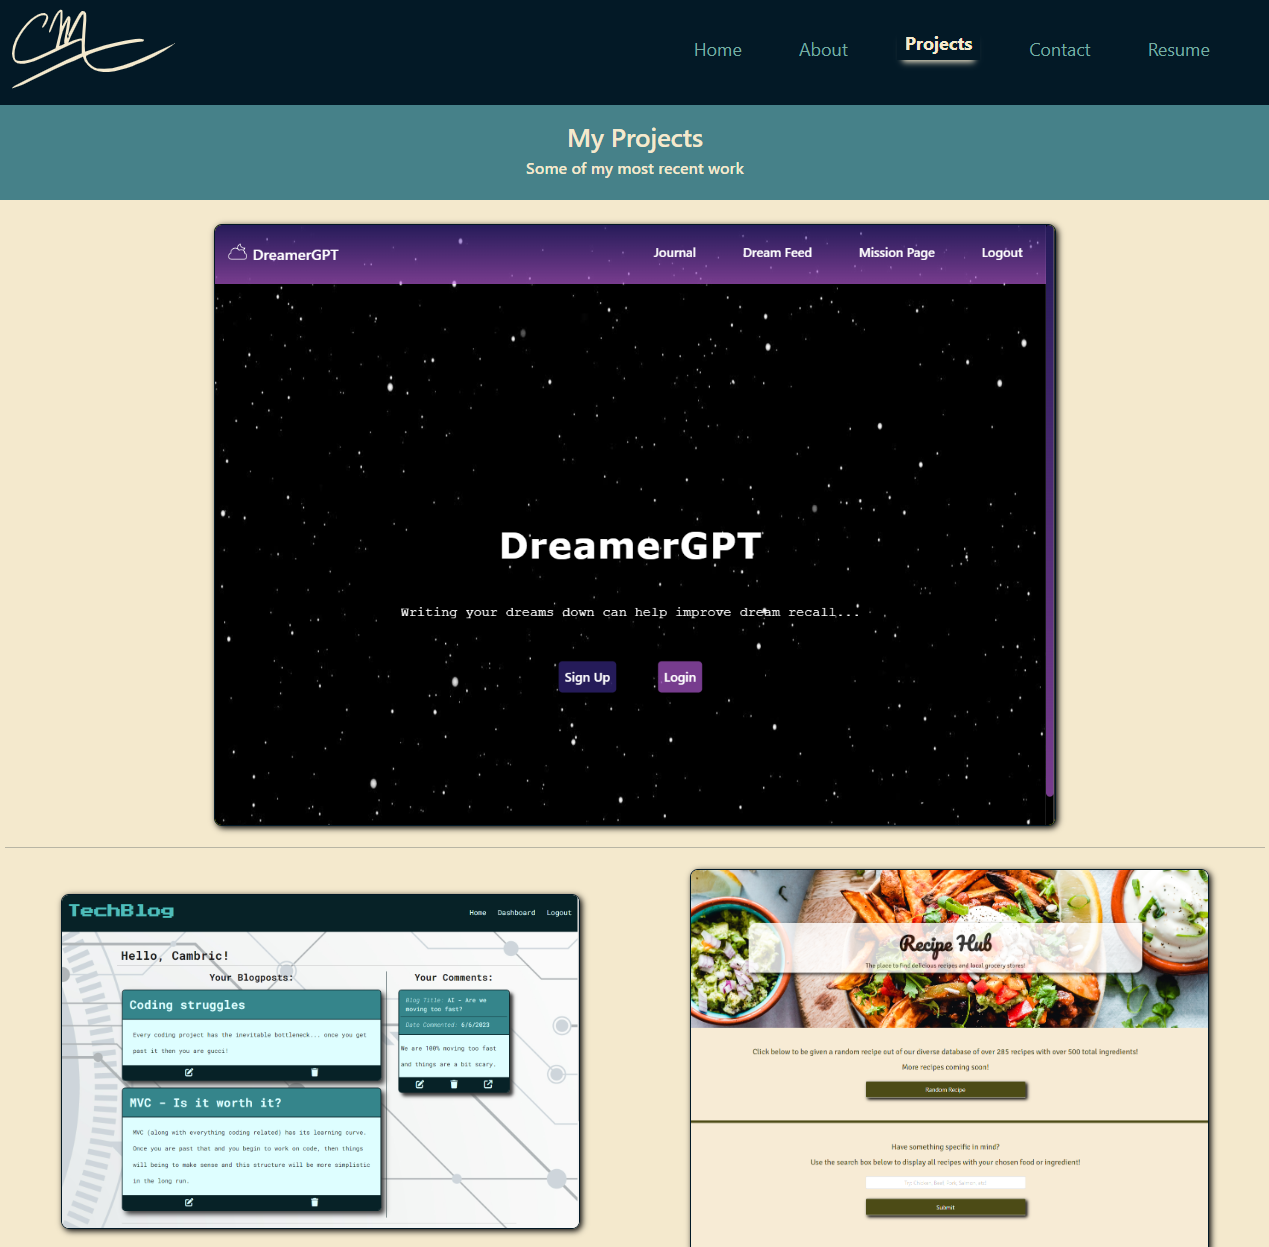 CM
Home About Projects Contact Resume
My Projects
Some of my most recent work
DreamerGPT Journal Dream Feed Mission Page Logout
DreamerGPT
Writing your dreams down can help improve dream recall...
Sign Up Login
TechBlog Home Dashboard Logout
Hello, Cambric!
Your Blogposts:
Coding struggles
Every coding project has the inevitable bottleneck... once you get
past it then you are gucci!
MVC - Is it worth it?
MVC (along with everything coding related) has its learning curve.
Once you are past that and you begin to work on code, then things
will being to make sense and this structure will be more simplistic
in the long run.
Your Comments:
Blog Title: AI - Are we
moving too fast?
Date Commented: 6/6/2023
We are 100% moving too fast
and things are a bit scary.
Recipe Hub
The place to find delicious recipes and local grocery stores!
Click below to be given a random recipe out of our diverse database of over 285 recipes with over 500 total ingredients!
More recipes coming soon!
Random Recipe
Have something specific in mind?
Use the search box below to display all recipes with your chosen food or ingredient!
Submit